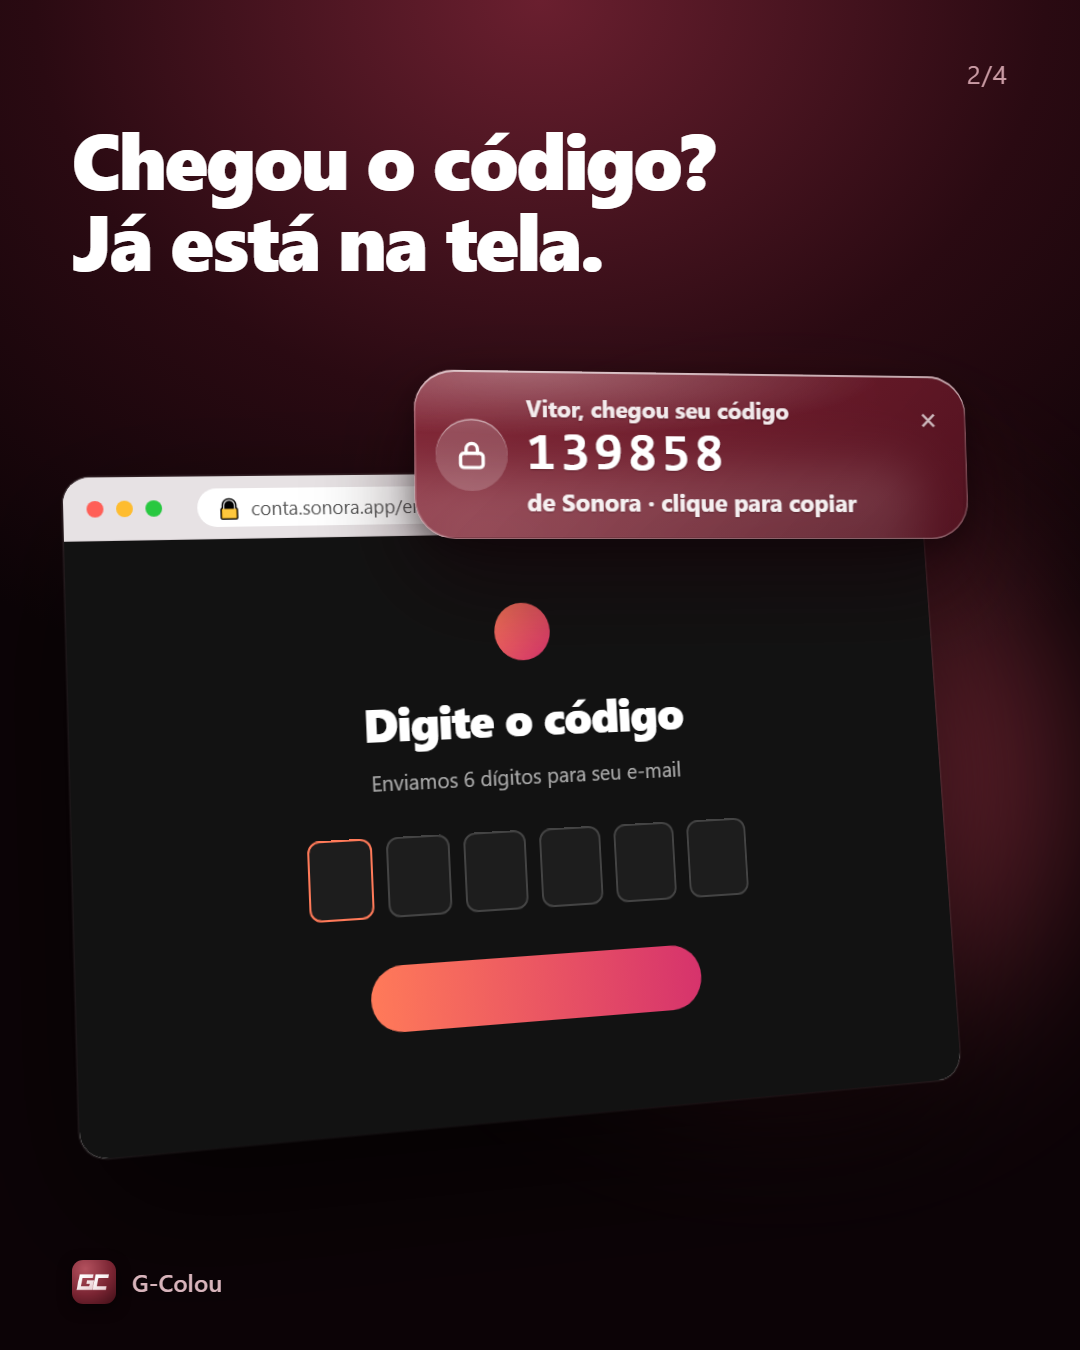 2/4
Chegou o código?
Já está na tela.
Vitor, chegou seu código
139858
de Sonora · clique para copiar
×
conta.sonora.app/
Digite o código
Enviamos 6 dígitos para seu e-mail
GC
G-Colou